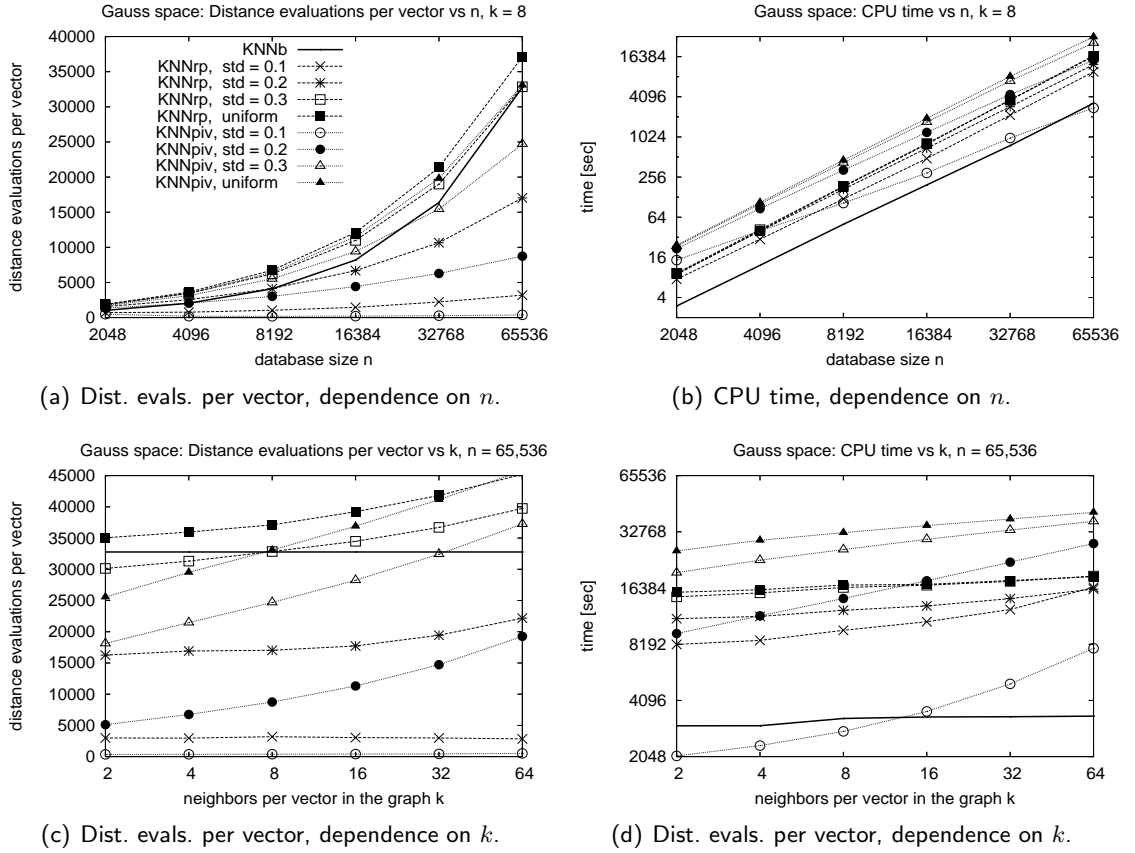 Gauss space: Distance evaluations per vector vs n, k = 8
40000
35000
30000
25000
20000
15000
10000
5000
0
distance evaluations per vector
KNNb
KNNrp, std = 0.1
KNNrp, std = 0.2
KNNrp, std = 0.3
KNNrp, uniform
KNNpiv, std = 0.1
KNNpiv, std = 0.2
KNNpiv, std = 0.3
KNNpiv, uniform
2048 4096 8192 16384 32768 65536
database size n
(a) Dist. evals. per vector, dependence on n.
Gauss space: CPU time vs n, k = 8
16384
4096
1024
256
64
16
4
time [sec]
2048 4096 8192 16384 32768 65536
database size n
(b) CPU time, dependence on n.
Gauss space: Distance evaluations per vector vs k, n = 65,536
45000
40000
35000
30000
25000
20000
15000
10000
5000
0
distance evaluations per vector
2 4 8 16 32 64
neighbors per vector in the graph k
(c) Dist. evals. per vector, dependence on k.
Gauss space: CPU time vs k, n = 65,536
65536
32768
16384
8192
4096
2048
time [sec]
2 4 8 16 32 64
neighbors per vector in the graph k
(d) Dist. evals. per vector, dependence on k.